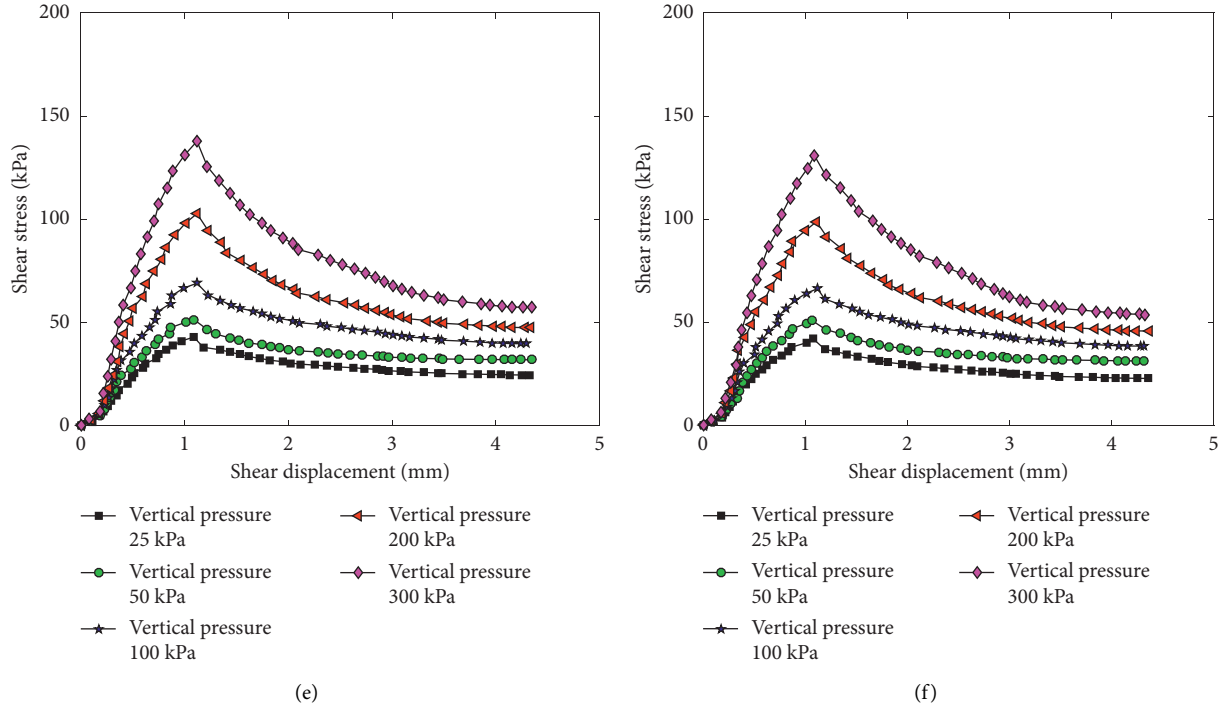 200
150
100
50
0
Shear stress (kPa)
0
1
2
3
4
5
Shear displacement (mm)
Vertical pressure
25 kPa
Vertical pressure
50 kPa
Vertical pressure
100 kPa
Vertical pressure
200 kPa
Vertical pressure
300 kPa
(e)
200
150
100
50
0
Shear stress (kPa)
0
1
2
3
4
5
Shear displacement (mm)
Vertical pressure
25 kPa
Vertical pressure
50 kPa
Vertical pressure
100 kPa
Vertical pressure
200 kPa
Vertical pressure
300 kPa
(f)